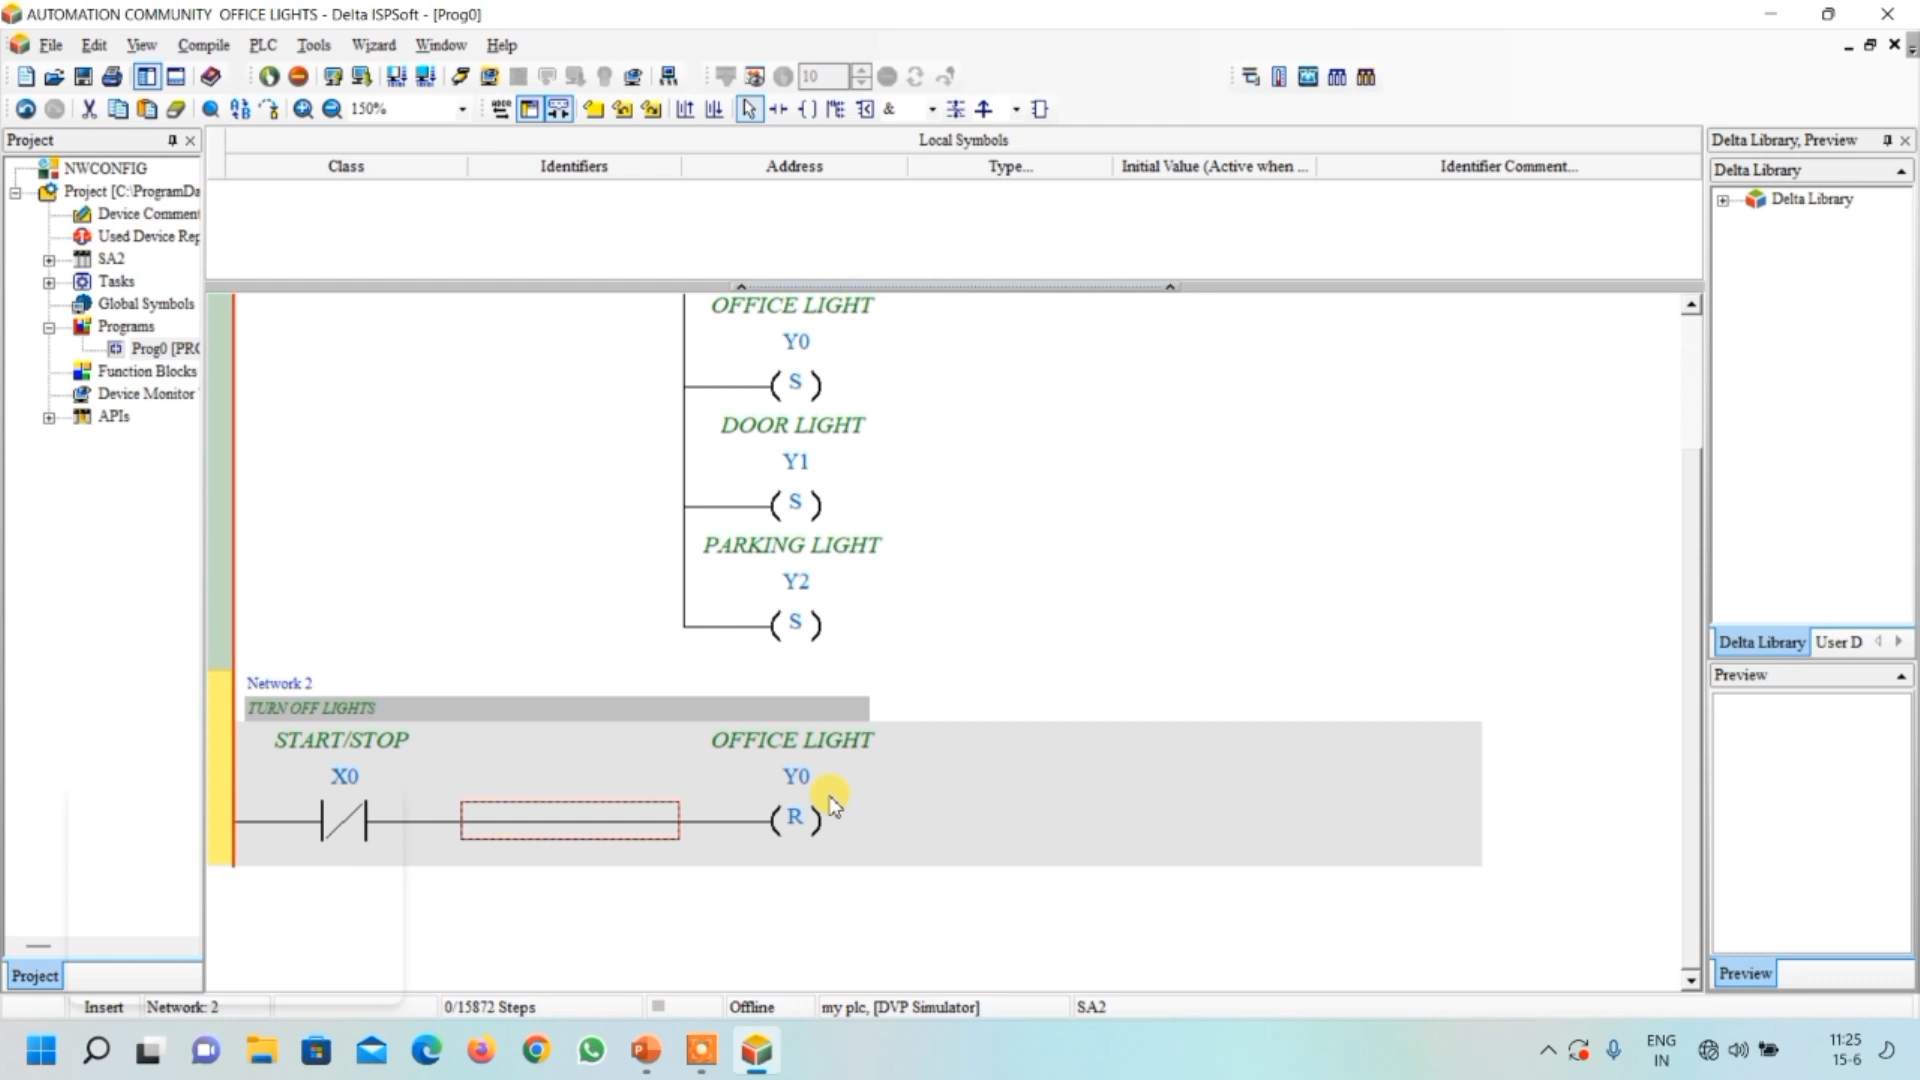 AUTOMATION COMMUNITY OFFICE LIGHTS - Delta ISPSoft - [Prog0]
File Edit View Compile PLC Tools Wizard Window Help
10
150%
&
Project
NWCONFIG
Project [C:\ProgramDa
Device Comment
Used Device Rep
SA2
Tasks
Global Symbols
Programs
Prog0 [PRO
Function Blocks
Device Monitor
APIs
Project
Local Symbols
Class Identifiers Address Type... Initial Value (Active when ... Identifier Comment...
OFFICE LIGHT
Y0
S
DOOR LIGHT
Y1
S
PARKING LIGHT
Y2
S
Network 2
TURN OFF LIGHTS
START/STOP OFFICE LIGHT
X0 Y0
R
Delta Library, Preview
Delta Library
Delta Library
Delta Library User D
Preview
Preview
Insert Network: 2 0/15872 Steps Offline my plc, [DVP Simulator] SA2
ENG
IN
11:25
15-6